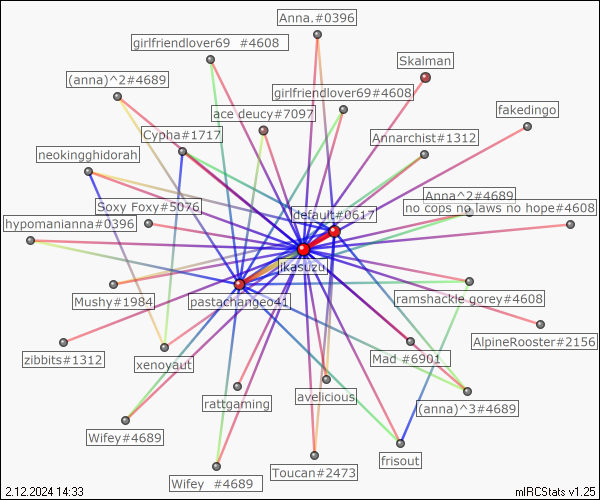 Anna.#0396
girlfriendlover69 #4608
Skalman
(anna)^2#4689
girlfriendlover69#4608
ace deucy#7097
fakedingo
Cypha#1717
Annarchist#1312
neokingghidorah
Anna^2#4689
Soxy Foxy#5076
no cops no laws no hope#4608
default#0617
hypomanianna#0396
jkasuzu
Mushy#1984
pastachangeo41
ramshackle gorey#4608
AlpineRooster#2156
zibbits#1312
xenoyaut
Mad #6901
rattgaming
avelicious
(anna)^3#4689
Wifey#4689
frisout
Toucan#2473
Wifey #4689
2.12.2024 14:33
mIRCStats v1.25